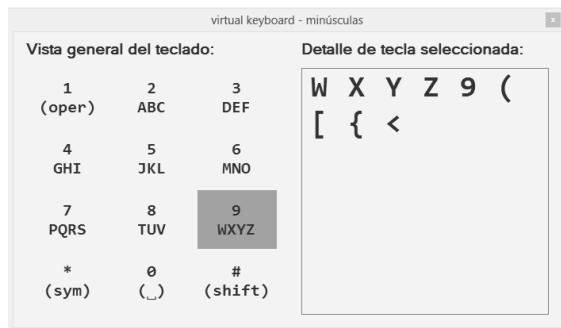 virtual keyboard - minúsculas
x
Vista general del teclado:
1 2 3
(oper) ABC DEF
4 5 6
GHI JKL MNO
7 8 9
PQRS TUV WXYZ
* 0 #
(sym) (␣) (shift)
Detalle de tecla seleccionada:
W X Y Z 9 (
[ { <